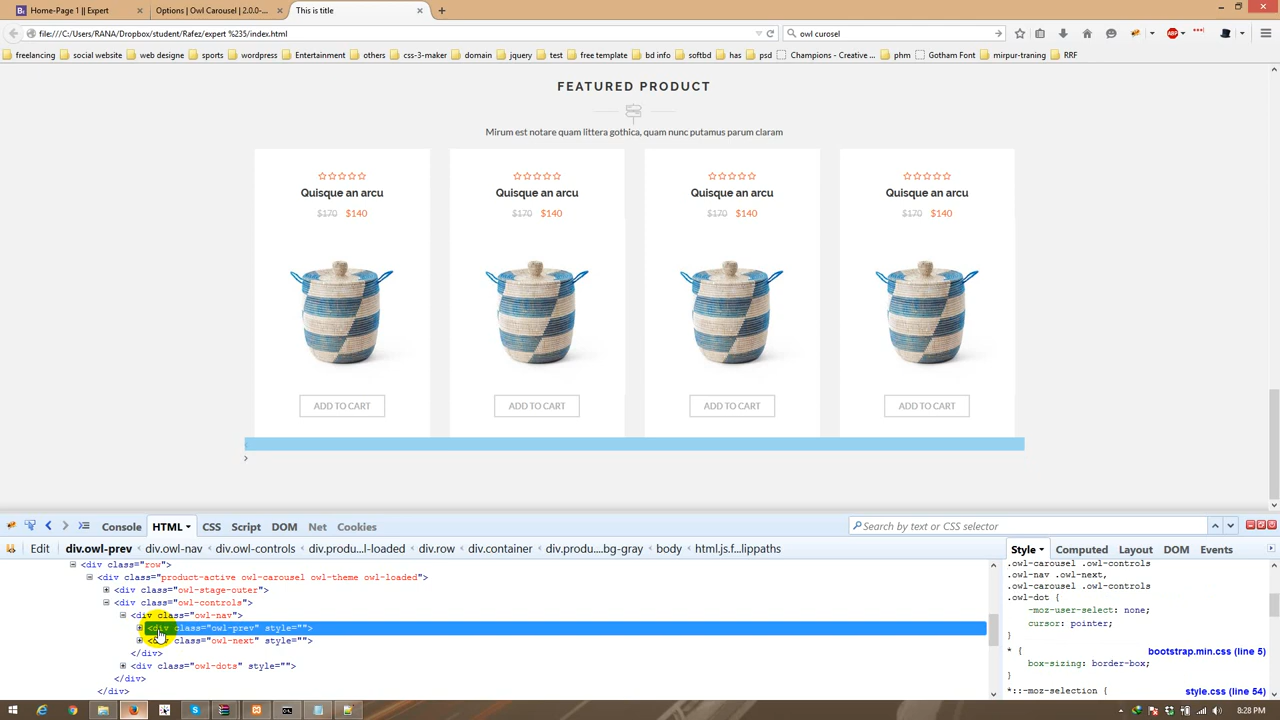 Home-Page 1 || Expert
Options | Owl Carousel | 2.0.0-...
This is title
file:///C:/Users/RANA/Dropbox/student/Rafez/expert %235/index.html
owl curosel
freelancing social website web designe sports wordpress Entertainment others css-3-maker domain jquery test free template bd info softbd has psd Champions - Creative ... phm Gotham Font mirpur-traning RRF
FEATURED PRODUCT
Mirum est notare quam littera gothica, quam nunc putamus parum claram
Quisque an arcu Quisque an arcu Quisque an arcu Quisque an arcu
$170 $140 $170 $140 $170 $140 $170 $140
ADD TO CART ADD TO CART ADD TO CART ADD TO CART
>
Console HTML CSS Script DOM Net Cookies
Search by text or CSS selector
Edit div.owl-prev div.owl-nav div.owl-controls div.produ...l-loaded div.row div.container div.produ....bg-gray body html.js.f...lippaths
Style Computed Layout DOM Events
<div class="row">
<div class="product-active owl-carousel owl-theme owl-loaded">
<div class="owl-stage-outer">
<div class="owl-controls">
<div class="owl-nav">
<div class="owl-prev" style="">
<div class="owl-next" style="">
</div>
<div class="owl-dots" style="">
</div>
</div>
.owl-carousel .owl-controls
.owl-nav .owl-next,
.owl-carousel .owl-controls
.owl-dot {
-moz-user-select: none;
cursor: pointer;
}
* {
bootstrap.min.css (line 5)
box-sizing: border-box;
}
*::-moz-selection {
style.css (line 54)
8:28 PM